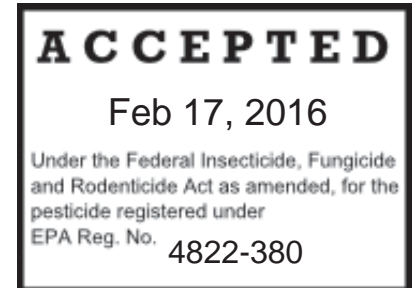 ACCEPTED
Feb 17, 2016
Under the Federal Insecticide, Fungicide
and Rodenticide Act as amended, for the
pesticide registered under
EPA Reg. No. 4822-380